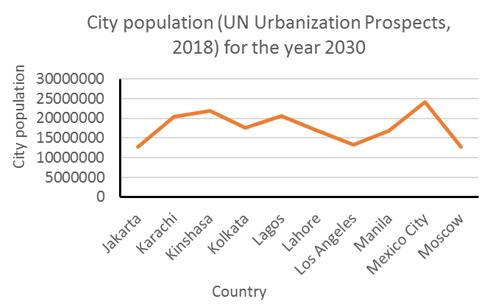 City population (UN Urbanization Prospects,
2018) for the year 2030
City population
30000000
25000000
20000000
15000000
10000000
5000000
0
Jakarta
Karachi
Kinshasa
Kolkata
Lagos
Lahore
Los Angeles
Manila
Mexico City
Moscow
Country